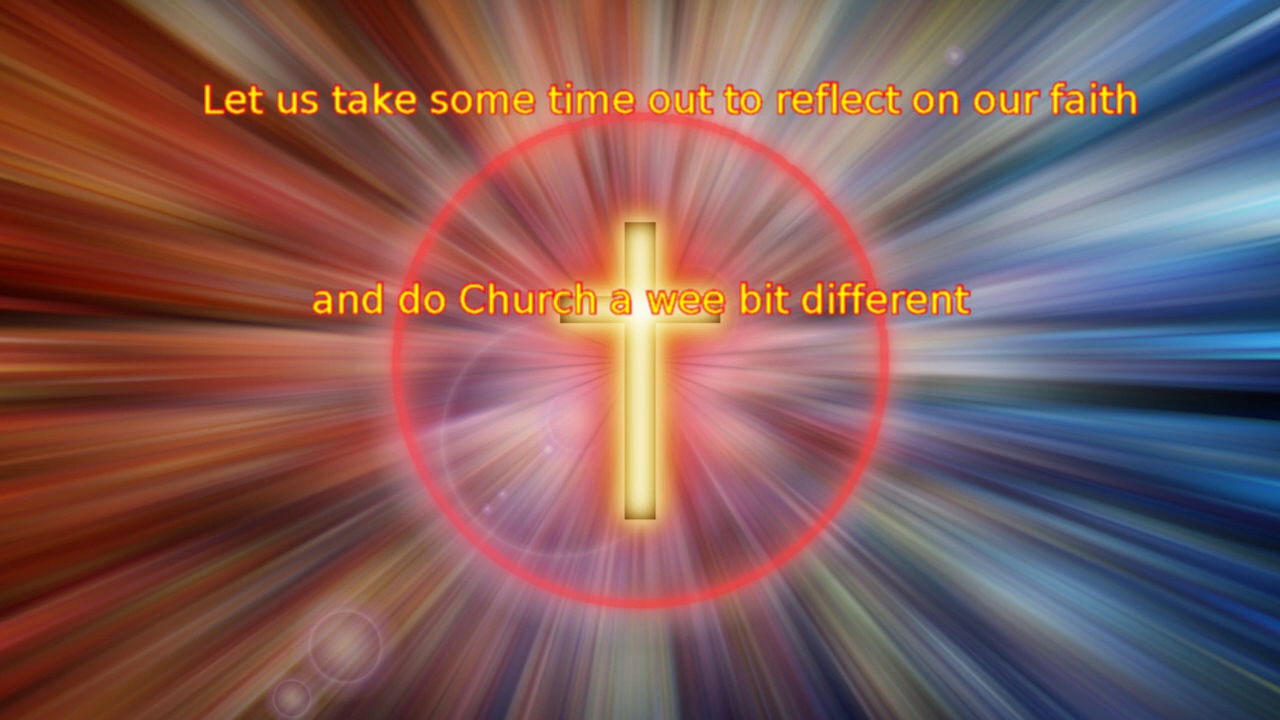 Let us take some time out to reflect on our faith
and do Church a wee bit different